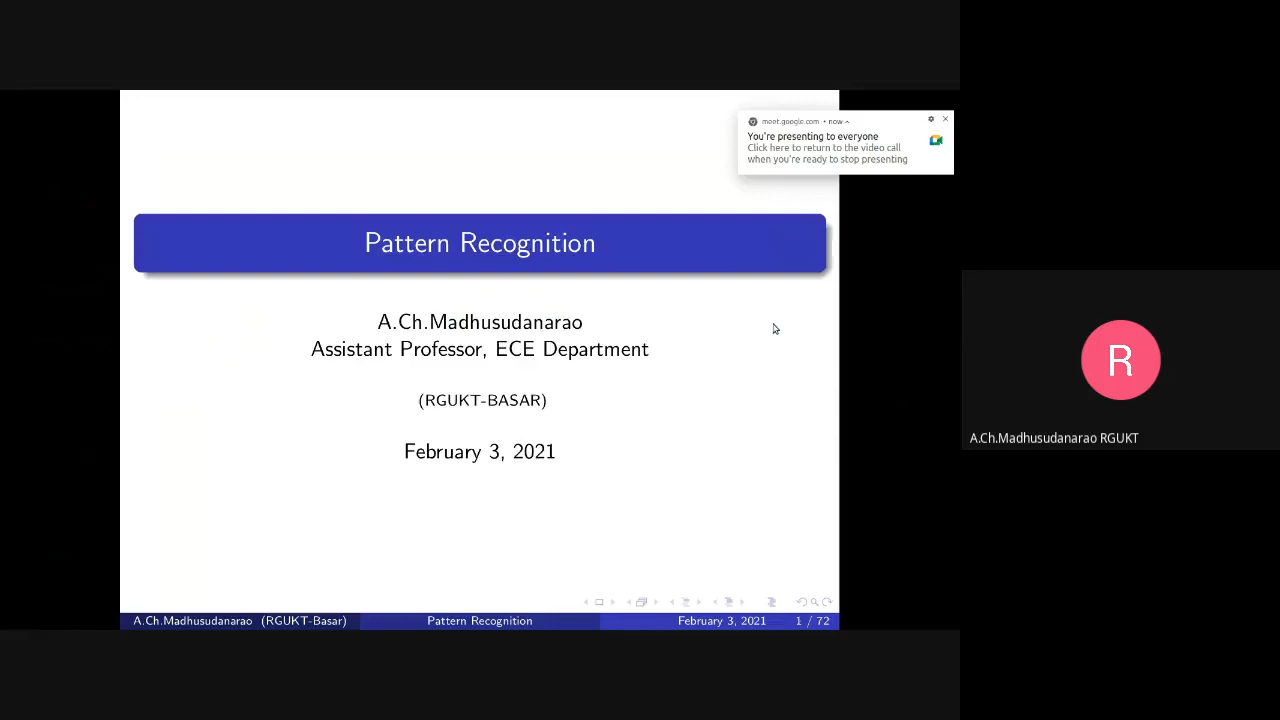 meet.google.com • now
You're presenting to everyone
Click here to return to the video call
when you're ready to stop presenting
Pattern Recognition
A.Ch.Madhusudanarao
Assistant Professor, ECE Department
(RGUKT-BASAR)
February 3, 2021
R
A.Ch.Madhusudanarao RGUKT
A.Ch.Madhusudanarao (RGUKT-Basar) Pattern Recognition February 3, 2021 1 / 72